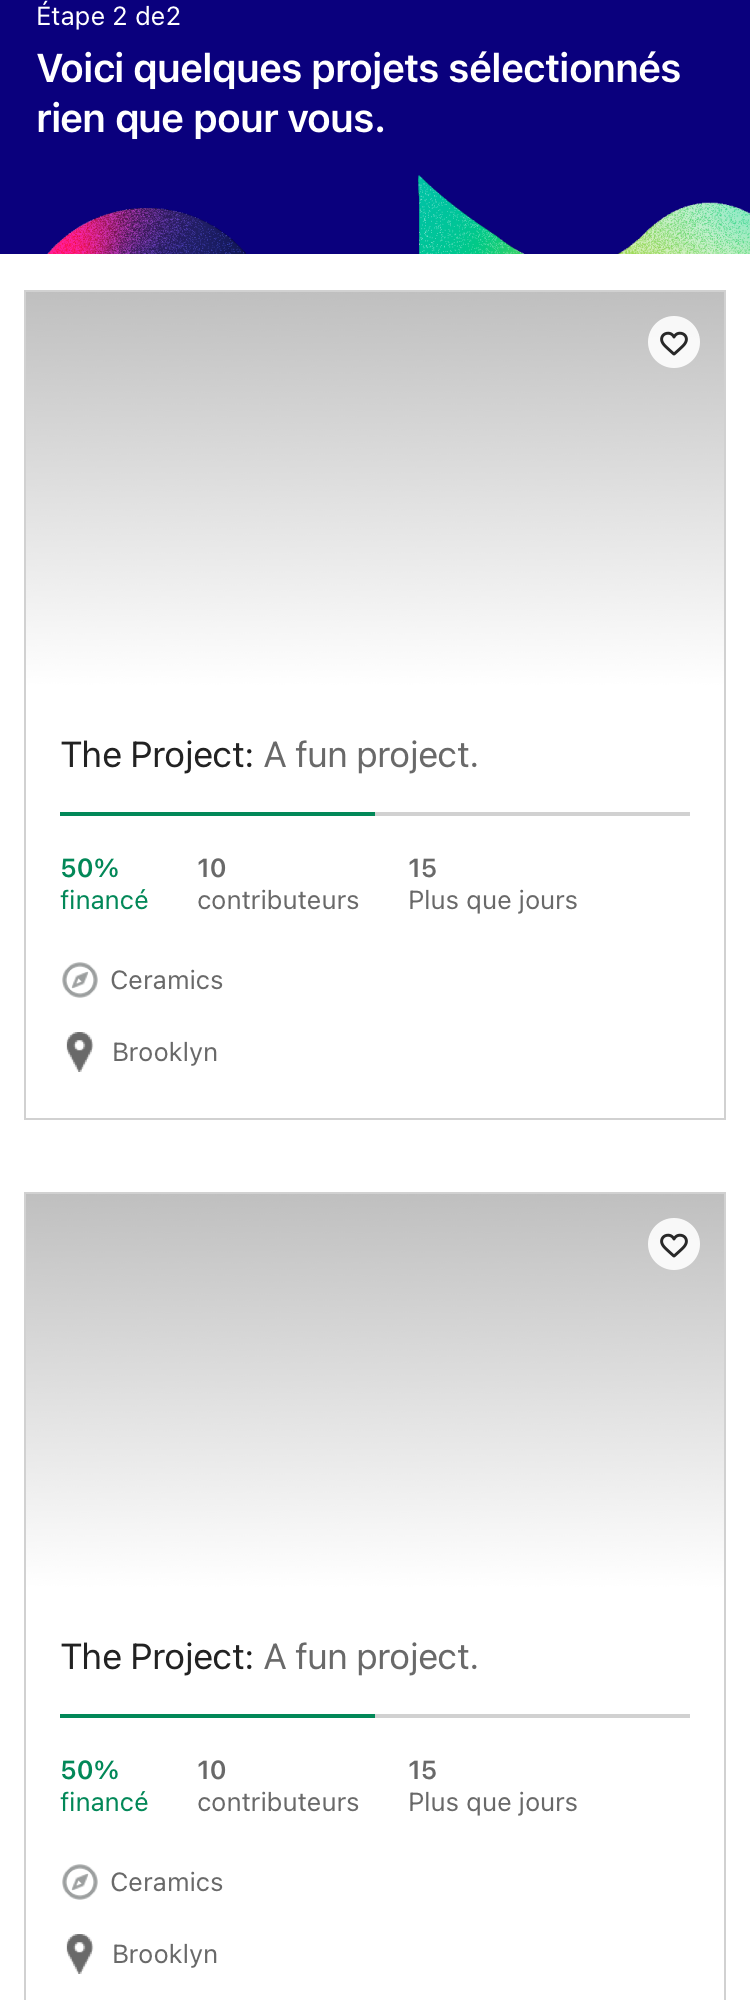 Étape 2 de2
Voici quelques projets sélectionnés
rien que pour vous.
The Project: A fun project.
50%
financé
10
contributeurs
15
Plus que jours
Ceramics
Brooklyn
The Project: A fun project.
50%
financé
10
contributeurs
15
Plus que jours
Ceramics
Brooklyn